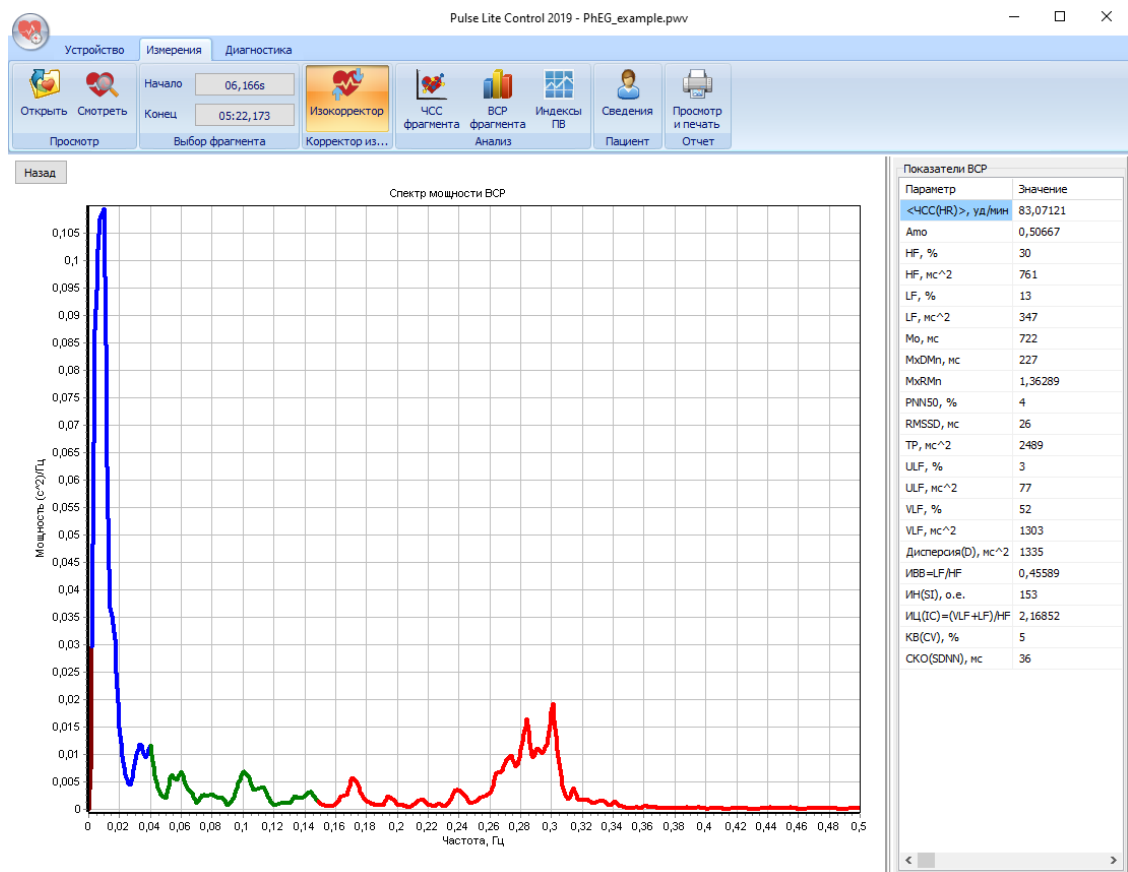 Pulse Lite Control 2019 - PhEG_example.pwv
Устройство Измерения Диагностика
Открыть Смотреть
Просмотр
Начало 06,166s
Конец 05:22,173
Выбор фрагмента
Изокорректор
Корректор из...
ЧСС фрагмента
ВСР фрагмента
Индексы ПВ
Анализ
Сведения
Пациент
Просмотр и печать
Отчет
Назад
Спектр мощности ВСР
Мощность (с^2)/Гц
0,105
0,1
0,095
0,09
0,085
0,08
0,075
0,07
0,065
0,06
0,055
0,05
0,045
0,04
0,035
0,03
0,025
0,02
0,015
0,01
0,005
0
0 0,02 0,04 0,06 0,08 0,1 0,12 0,14 0,16 0,18 0,2 0,22 0,24 0,26 0,28 0,3 0,32 0,34 0,36 0,38 0,4 0,42 0,44 0,46 0,48 0,5
Частота, Гц
Показатели ВСР
Параметр Значение
<ЧСС(HR)>, уд/мин 83,07121
Amo 0,50667
HF, % 30
HF, мс^2 761
LF, % 13
LF, мс^2 347
Mo, мс 722
MxDMn, мс 227
MxRMn 1,36289
PNN50, % 4
RMSSD, мс 26
TP, мс^2 2489
ULF, % 3
ULF, мс^2 77
VLF, % 52
VLF, мс^2 1303
Дисперсия(D), мс^2 1335
ИВВ=LF/HF 0,45589
ИН(SI), о.е. 153
ИЦ(IC)=(VLF+LF)/HF 2,16852
КВ(CV), % 5
СКО(SDNN), мс 36